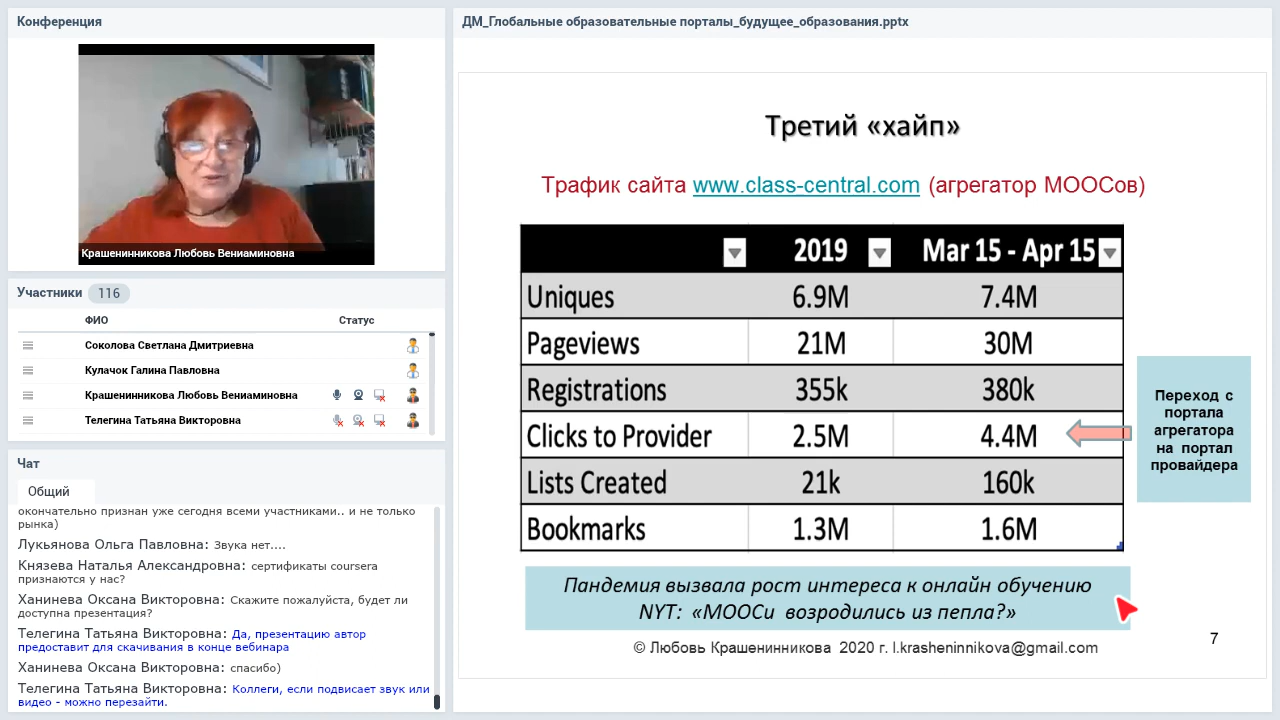 Конференция
Крашенинникова Любовь Вениаминовна
Участники 116
ФИО Статус
Соколова Светлана Дмитриевна
Кулачок Галина Павловна
Крашенинникова Любовь Вениаминовна
Телегина Татьяна Викторовна
Чат
Общий
окончательно признан уже сегодня всеми участниками.. и не только
рынка)
Лукьянова Ольга Павловна: Звука нет....
Князева Наталья Александровна: сертификаты coursera
признаются у нас?
Ханинева Оксана Викторовна: Скажите пожалуйста, будет ли
доступна презентация?
Телегина Татьяна Викторовна: Да, презентацию автор
предоставит для скачивания в конце вебинара
Ханинева Оксана Викторовна: спасибо)
Телегина Татьяна Викторовна: Коллеги, если подвисает звук или
видео - можно перезайти.
ДМ_Глобальные образовательные порталы_будущее_образования.pptx
Третий «хайп»
Трафик сайта www.class-central.com (агрегатор МООСов)
2019 Mar 15 - Apr 15
Uniques 6.9M 7.4M
Pageviews 21M 30M
Registrations 355k 380k
Clicks to Provider 2.5M 4.4M
Lists Created 21k 160k
Bookmarks 1.3M 1.6M
Переход с
портала
агрегатора
на портал
провайдера
Пандемия вызвала рост интереса к онлайн обучению
NYT: «МООСи возродились из пепла?»
© Любовь Крашенинникова 2020 г. l.krasheninnikova@gmail.com
7